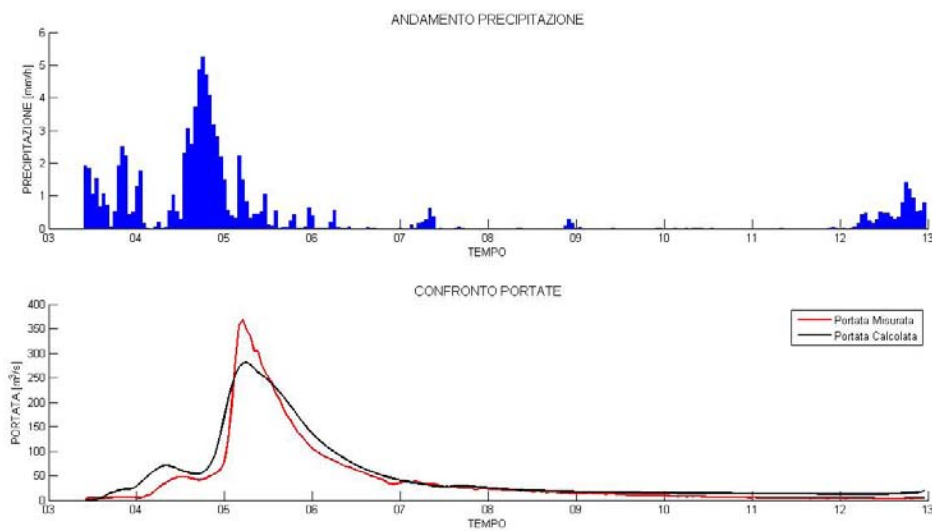 ANDAMENTO PRECIPITAZIONE
PRECIPITAZIONE [mm/h]
6
5
4
3
2
1
0
03 04 05 06 07 08 09 10 11 12 13
TEMPO
CONFRONTO PORTATE
PORTATA [m³/s]
400
350
300
250
200
150
100
50
0
Portata Misurata
Portata Calcolata
03 04 05 06 07 08 09 10 11 12 13
TEMPO